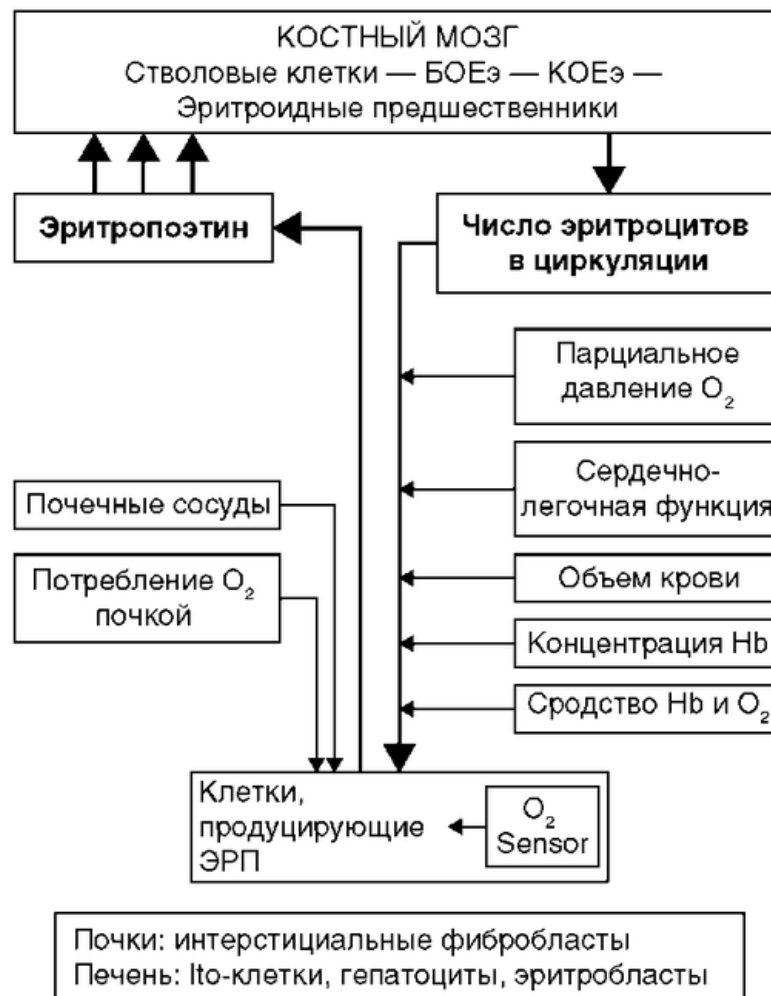 КОСТНЫЙ МОЗГ
Стволовые клетки — БОЕэ — КОЕэ —
Эритроидные предшественники
Эритропоэтин
Число эритроцитов
в циркуляции
Парциальное
давление O₂
Сердечно-
легочная функция
Почечные сосуды
Потребление O₂
почкой
Объем крови
Концентрация Hb
Сродство Hb и O₂
Клетки,
продуцирующие
ЭРП
O₂
Sensor
Почки: интерстициальные фибробласты
Печень: Ito-клетки, гепатоциты, эритробласты